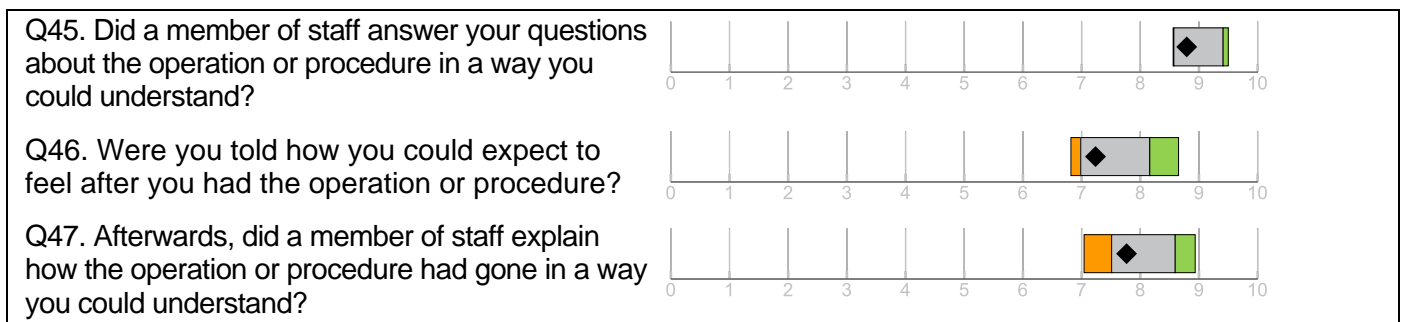 Q45. Did a member of staff answer your questions
about the operation or procedure in a way you
could understand?
0 1 2 3 4 5 6 7 8 9 10
Q46. Were you told how you could expect to
feel after you had the operation or procedure?
0 1 2 3 4 5 6 7 8 9 10
Q47. Afterwards, did a member of staff explain
how the operation or procedure had gone in a way
you could understand?
0 1 2 3 4 5 6 7 8 9 10